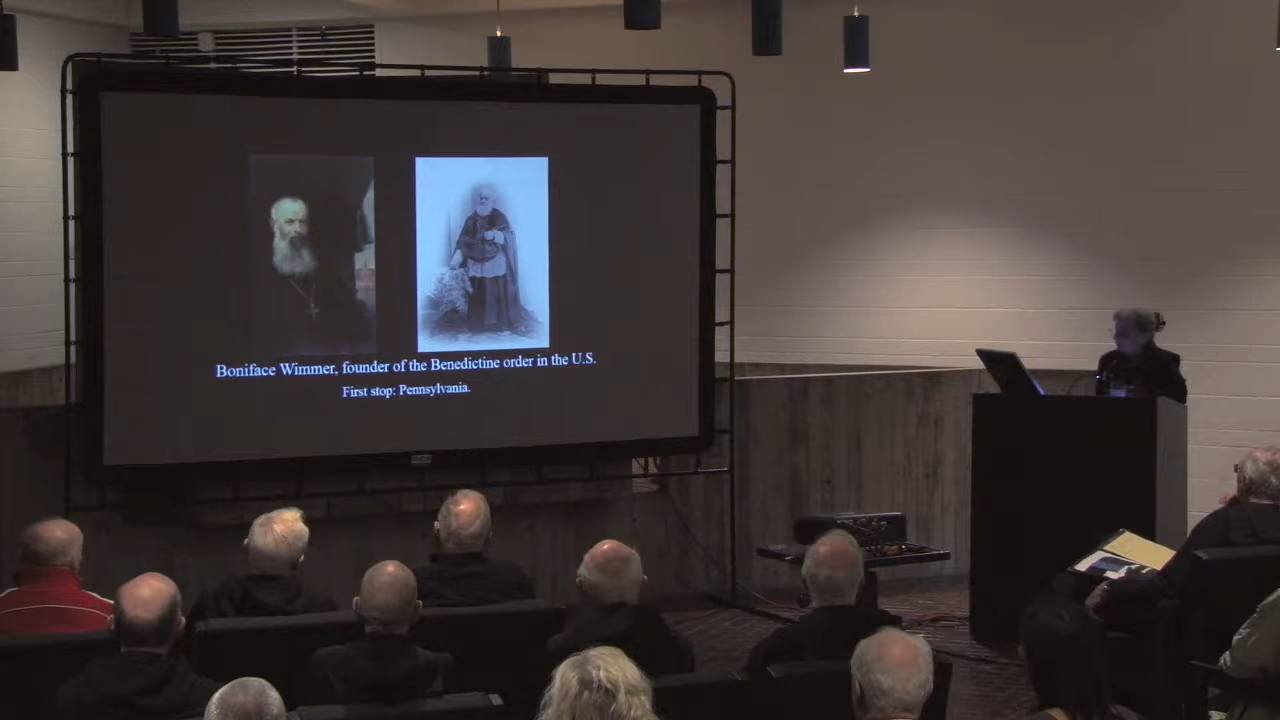 Boniface Wimmer, founder of the Benedictine order in the U.S.
First stop: Pennsylvania.